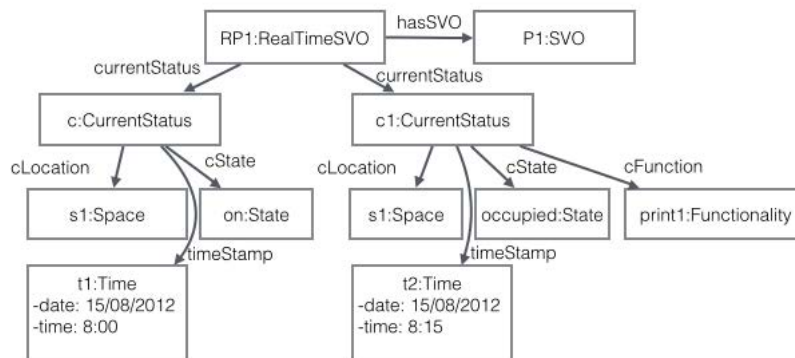 hasSVO
RP1:RealTimeSVO
P1:SVO
currentStatus
currentStatus
c:CurrentStatus
c1:CurrentStatus
cLocation
cState
cLocation
cState
cFunction
s1:Space
on:State
s1:Space
occupied:State
print1:Functionality
timeStamp
timeStamp
t1:Time
-date: 15/08/2012
-time: 8:00
t2:Time
-date: 15/08/2012
-time: 8:15